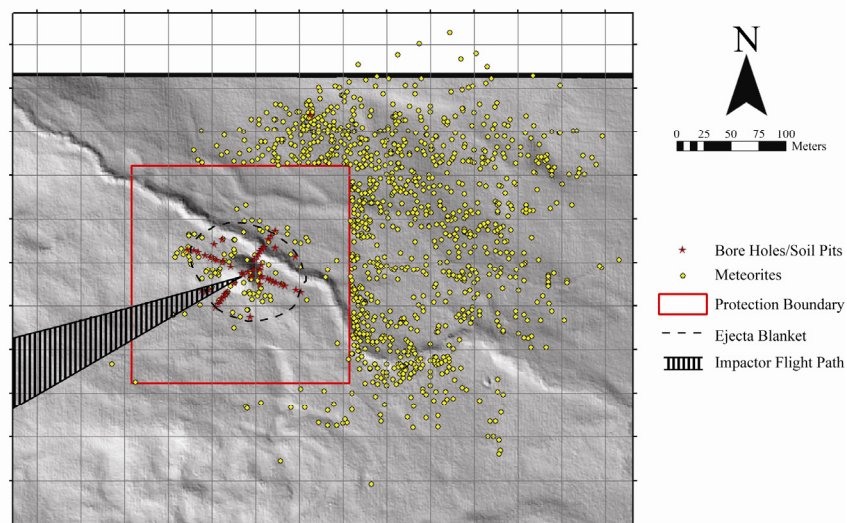 N
0 25 50 75 100
Meters
Bore Holes/Soil Pits
Meteorites
Protection Boundary
Ejecta Blanket
Impactor Flight Path